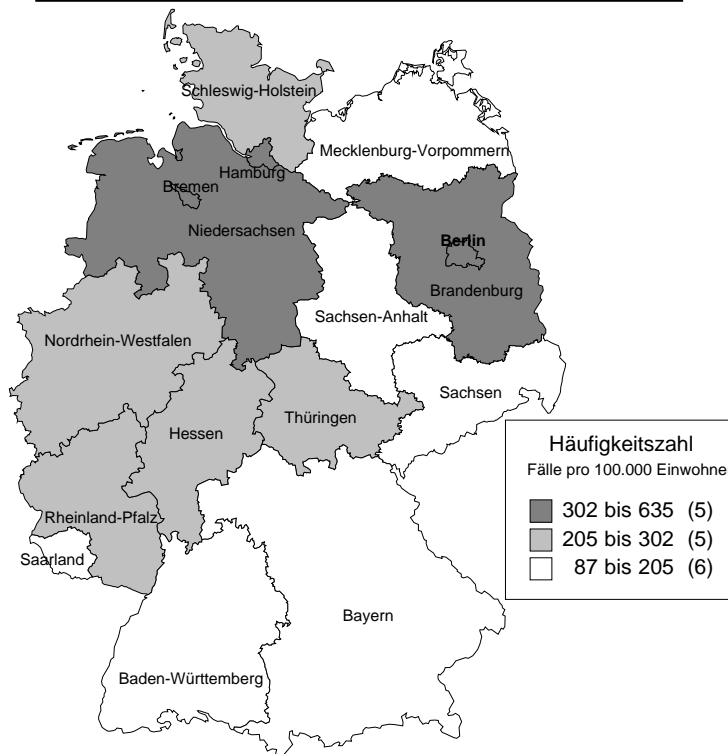 Schleswig-Holstein
Mecklenburg-Vorpommern
Hamburg
Bremen
Niedersachsen
Berlin
Brandenburg
Sachsen-Anhalt
Nordrhein-Westfalen
Sachsen
Thüringen
Hessen
Häufigkeitszahl
Fälle pro 100.000 Einwohne
302 bis 635 (5)
205 bis 302 (5)
87 bis 205 (6)
Rheinland-Pfalz
Saarland
Bayern
Baden-Württemberg